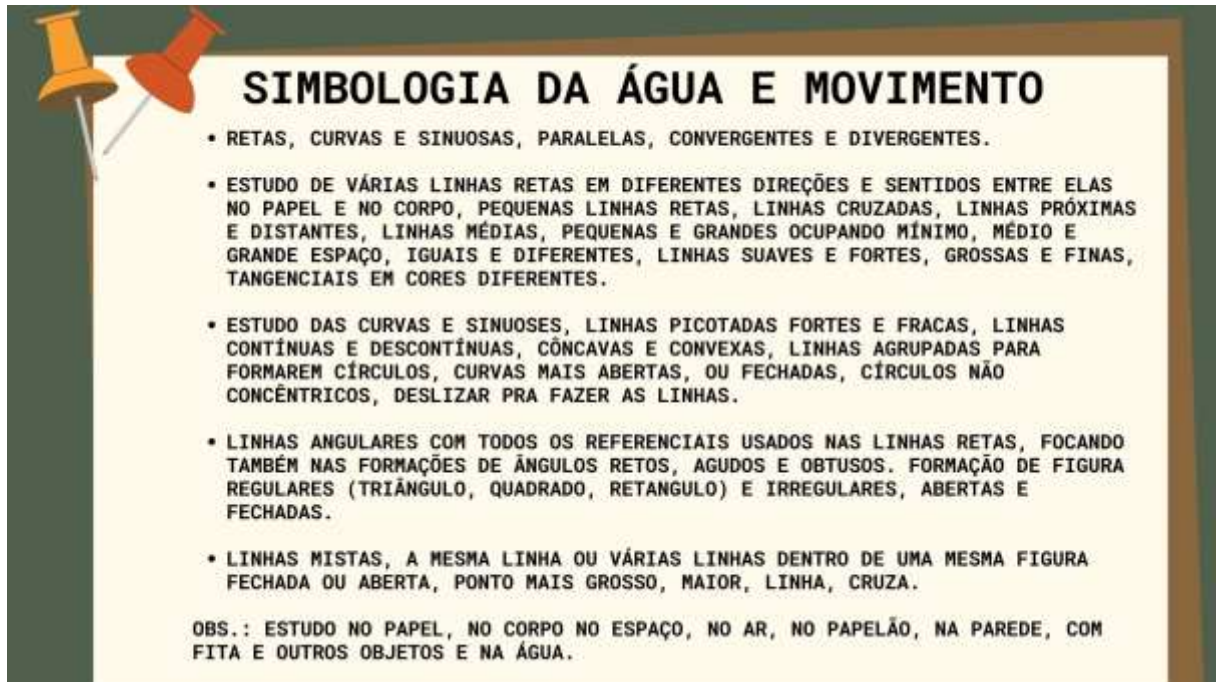 SIMBOLOGIA DA ÁGUA E MOVIMENTO
• RETAS, CURVAS E SINUOSAS, PARALELAS, CONVERGENTES E DIVERGENTES.
• ESTUDO DE VÁRIAS LINHAS RETAS EM DIFERENTES DIREÇÕES E SENTIDOS ENTRE ELAS
NO PAPEL E NO CORPO, PEQUENAS LINHAS RETAS, LINHAS CRUZADAS, LINHAS PRÓXIMAS
E DISTANTES, LINHAS MÉDIAS, PEQUENAS E GRANDES OCUPANDO MÍNIMO, MÉDIO E
GRANDE ESPAÇO, IGUAIS E DIFERENTES, LINHAS SUAVES E FORTES, GROSSAS E FINAS,
TANGENCIAIS EM CORES DIFERENTES.
• ESTUDO DAS CURVAS E SINUOSES, LINHAS PICOTADAS FORTES E FRACAS, LINHAS
CONTÍNUAS E DESCONTÍNUAS, CÔNCAVAS E CONVEXAS, LINHAS AGRUPADAS PARA
FORMAREM CÍRCULOS, CURVAS MAIS ABERTAS, OU FECHADAS, CÍRCULOS NÃO
CONCÊNTRICOS, DESLIZAR PRA FAZER AS LINHAS.
• LINHAS ANGULARES COM TODOS OS REFERENCIAIS USADOS NAS LINHAS RETAS, FOCANDO
TAMBÉM NAS FORMAÇÕES DE ÂNGULOS RETOS, AGUDOS E OBTUSOS. FORMAÇÃO DE FIGURA
REGULARES (TRIÂNGULO, QUADRADO, RETANGULO) E IRREGULARES, ABERTAS E
FECHADAS.
• LINHAS MISTAS, A MESMA LINHA OU VÁRIAS LINHAS DENTRO DE UMA MESMA FIGURA
FECHADA OU ABERTA, PONTO MAIS GROSSO, MAIOR, LINHA, CRUZA.
OBS.: ESTUDO NO PAPEL, NO CORPO NO ESPAÇO, NO AR, NO PAPELÃO, NA PAREDE, COM
FITA E OUTROS OBJETOS E NA ÁGUA.